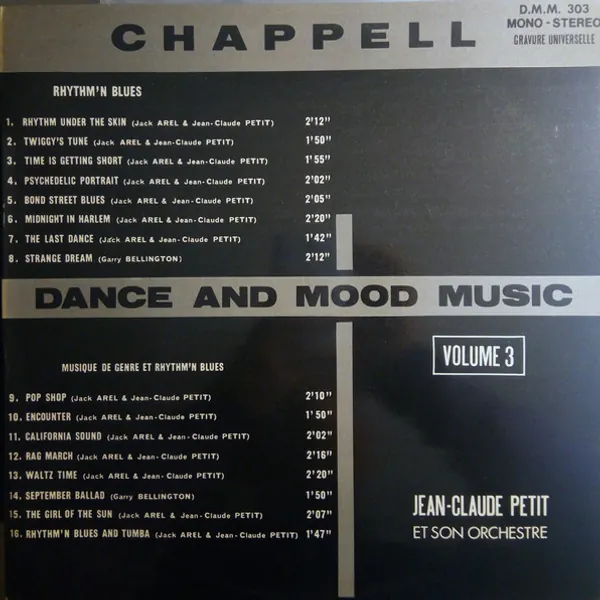 CHAPPELL
D.M.M. 303
MONO - STEREO
GRAVURE UNIVERSELLE
RHYTHM'N BLUES
1. RHYTHM UNDER THE SKIN (Jack AREL & Jean-Claude PETIT) 2'12"
2. TWIGGY'S TUNE (Jack AREL & Jean-Claude PETIT) 1'50"
3. TIME IS GETTING SHORT (Jack AREL & Jean-Claude PETIT) 1'55"
4. PSYCHEDELIC PORTRAIT (Jack AREL & Jean-Claude PETIT) 2'02"
5. BOND STREET BLUES (Jack AREL & Jean-Claude PETIT) 2'05"
6. MIDNIGHT IN HARLEM (Jack AREL & Jean-Claude PETIT) 2'20"
7. THE LAST DANCE (Jack AREL & Jean-Claude PETIT) 1'42"
8. STRANGE DREAM (Garry BELLINGTON) 2'12"
DANCE AND MOOD MUSIC
VOLUME 3
MUSIQUE DE GENRE ET RHYTHM'N BLUES
9. POP SHOP (Jack AREL & Jean-Claude PETIT) 2'10"
10. ENCOUNTER (Jack AREL & Jean-Claude PETIT) 1'50"
11. CALIFORNIA SOUND (Jack AREL & Jean-Claude PETIT) 2'02"
12. RAG MARCH (Jack AREL & Jean-Claude PETIT) 2'16"
13. WALTZ TIME (Jack AREL & Jean-Claude PETIT) 2'20"
14. SEPTEMBER BALLAD (Garry BELLINGTON) 1'50"
15. THE GIRL OF THE SUN (Jack AREL & Jean-Claude PETIT) 2'07"
16. RHYTHM'N BLUES AND TUMBA (Jack AREL & Jean-Claude PETIT) 1'47"
JEAN-CLAUDE PETIT
ET SON ORCHESTRE